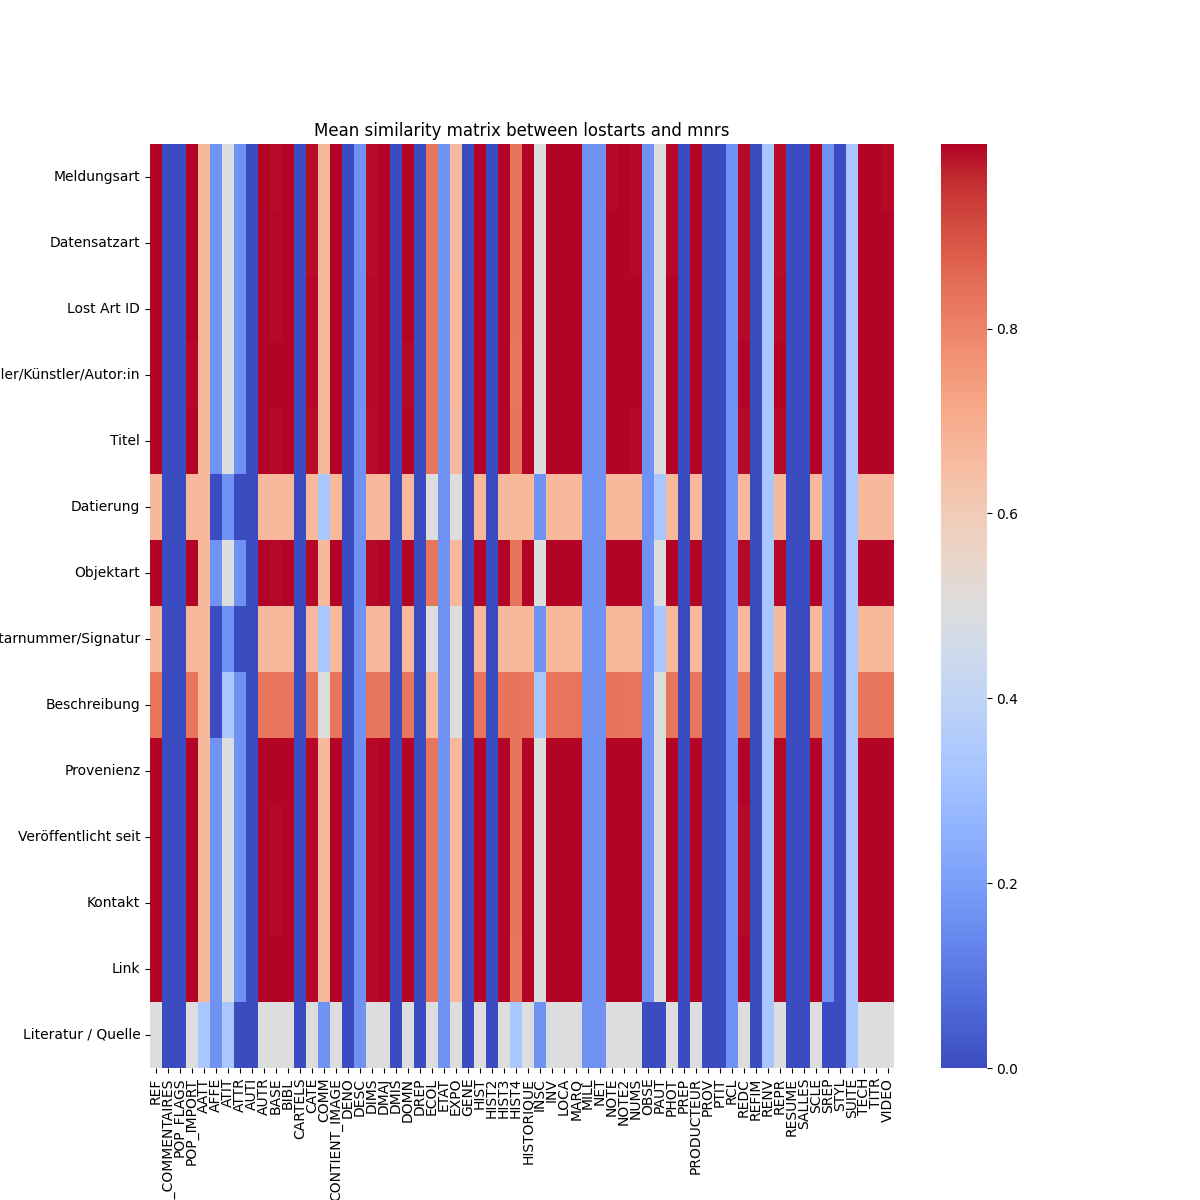 Mean similarity matrix between lostarts and mnrs
Meldungsart
Datensatzart
Lost Art ID
ler/Künstler/Autor:in
Titel
Datierung
Objektart
tarnummer/Signatur
Beschreibung
Provenienz
Veröffentlicht seit
Kontakt
Link
Literatur / Quelle
0.8
0.6
0.4
0.2
0.0
REF
_COMMENTAIRES
POP_FLAGS
POP_IMPORT
AATT
AFFE
ATIT
ATTR
AUTI
AUTR
BASE
BIBL
CARTELS
CATE
COMM
CONTIENT_IMAGE
DENO
DESC
DIMS
DMAJ
DMIS
DOMN
DREP
ECOL
ETAT
EXPO
GENE
HIST
HIST2
HIST3
HIST4
HISTORIQUE
INSC
INV
LOCA
MARQ
MILL
NET
NOTE
NOTE2
NUMS
OBSE
PAUT
PHOT
PREP
PRODUCTEUR
PROV
PTIT
RCL
REDC
REFIM
RENV
REPR
RESUME
SALLES
SCLE
SREP
STYL
SUITE
TECH
TITR
VIDEO